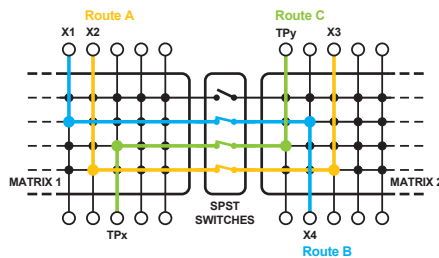 Route A
Route C
X1 X2
TPy
X3
MATRIX 1
MATRIX 2
SPST
SWITCHES
TPx
X4
Route B